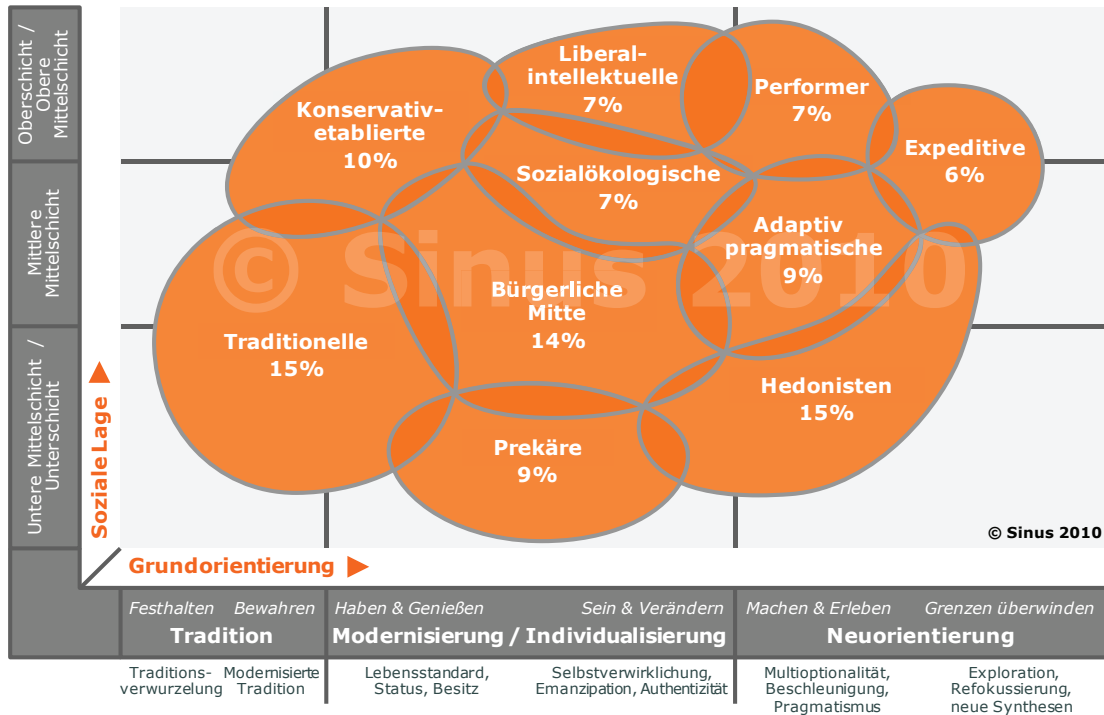 Oberschicht /
Obere
Mittelschicht
Mittlere
Mittelschicht
Untere Mittelschicht /
Unterschicht
Soziale Lage
Liberal-
intellektuelle
7%
Performer
7%
Konservativ-
etablierte
10%
Expeditive
6%
Sozialökologische
7%
Adaptiv
pragmatische
9%
© Sinus 2010
Bürgerliche
Mitte
14%
Traditionelle
15%
Hedonisten
15%
Prekäre
9%
© Sinus 2010
Grundorientierung
Festhalten Bewahren Haben & Genießen Sein & Verändern Machen & Erleben Grenzen überwinden
Tradition Modernisierung / Individualisierung Neuorientierung
Traditions-
verwurzelung
Modernisierte
Tradition
Lebensstandard,
Status, Besitz
Selbstverwirklichung,
Emanzipation, Authentizität
Multioptionalität,
Beschleunigung,
Pragmatismus
Exploration,
Refokussierung,
neue Synthesen